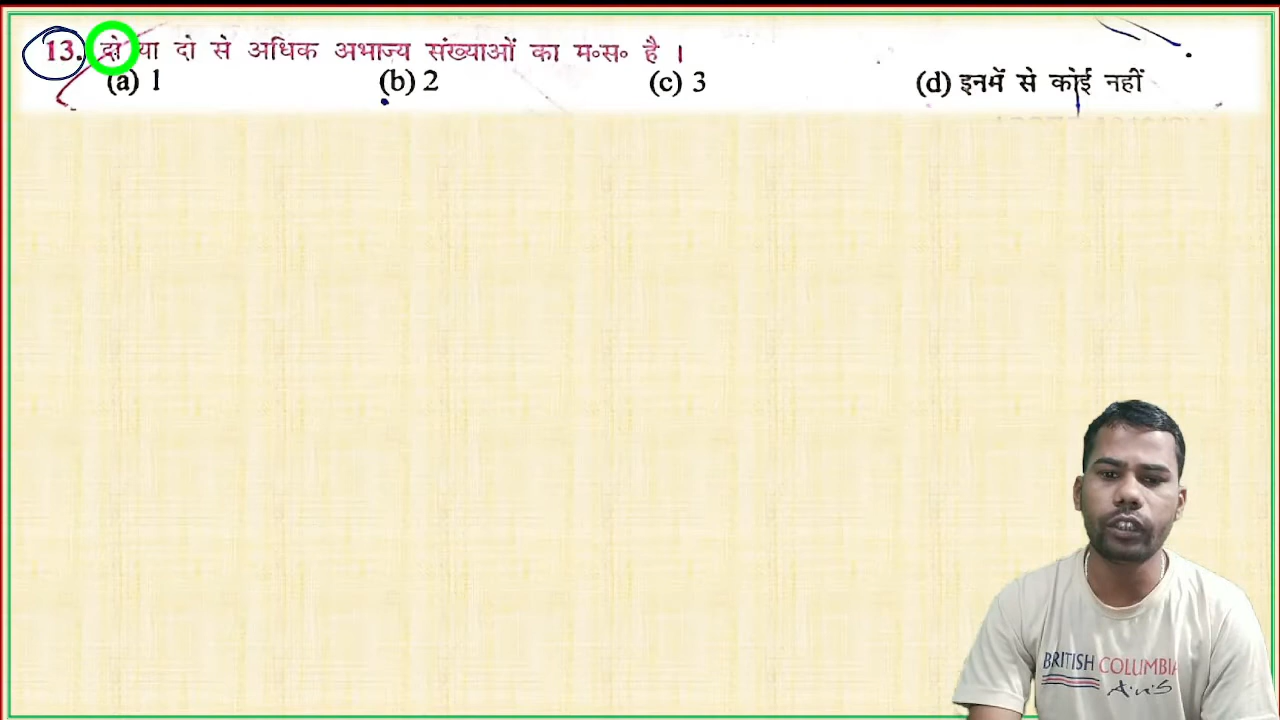 13. दो या दो से अधिक अभाज्य संख्याओं का म॰स॰ है ।
(a) 1 (b) 2 (c) 3 (d) इनमें से कोई नहीं
BRITISH COLUMBIA